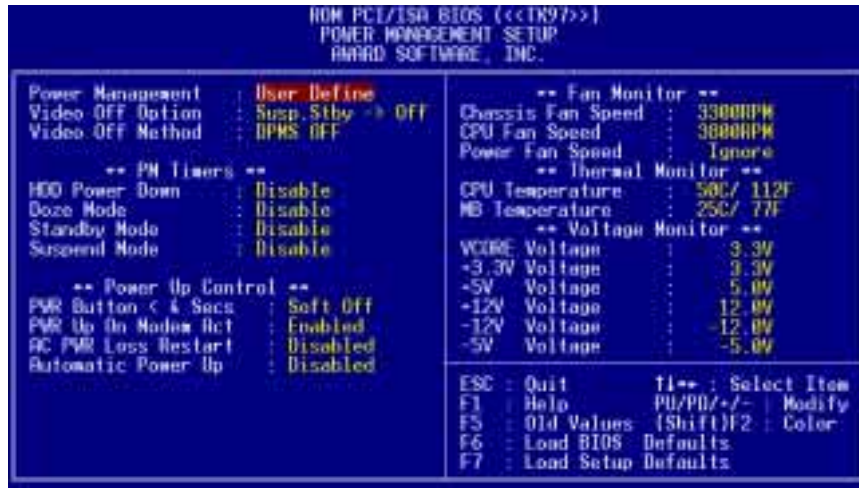 ROM PCI/ISA BIOS (<<TX97>>)
POWER MANAGEMENT SETUP
AWARD SOFTWARE, INC.
Power Management : User Define
Video Off Option : Susp.Stby -> Off
Video Off Method : DPMS OFF
** PM Timers **
HDD Power Down : Disable
Doze Mode : Disable
Standby Mode : Disable
Suspend Mode : Disable
** Power Up Control **
PWR Button < 4 Secs : Soft Off
PWR Up On Modem Act : Enabled
AC PWR Loss Restart : Disabled
Automatic Power Up : Disabled
** Fan Monitor **
Chassis Fan Speed : 3300RPM
CPU Fan Speed : 3800RPM
Power Fan Speed : Ignore
** Thermal Monitor **
CPU Temperature : 50C/ 112F
MB Temperature : 25C/ 77F
** Voltage Monitor **
VCORE Voltage : 3.3V
+3.3V Voltage : 3.3V
+5V Voltage : 5.0V
+12V Voltage : 12.0V
-12V Voltage : -12.0V
-5V Voltage : -5.0V
ESC : Quit ↑↓→← : Select Item
F1 : Help PU/PD/+/- : Modify
F5 : Old Values (Shift)F2 : Color
F6 : Load BIOS Defaults
F7 : Load Setup Defaults